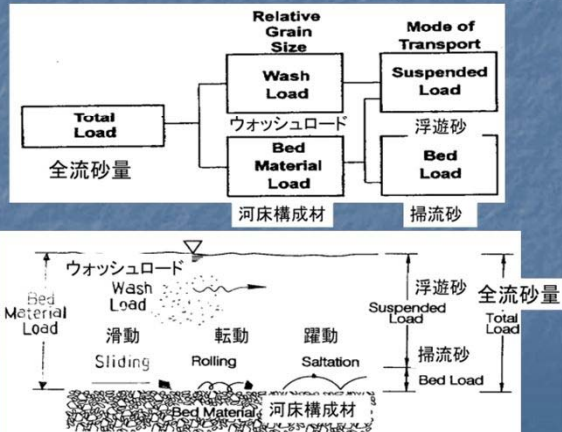 Relative
Grain
Size
Mode of
Transport
Wash
Load
Suspended
Load
Total
Load
ウォッシュロード
浮遊砂
全流砂量
Bed
Material
Load
Bed
Load
河床構成材
掃流砂
ウォッシュロード
Wash
Load
Bed
Material
Load
浮遊砂
Suspended
Load
全流砂量
Total
Load
滑動
転動
躍動
Sliding
Rolling
Saltation
掃流砂
Bed Load
Bed Material
河床構成材